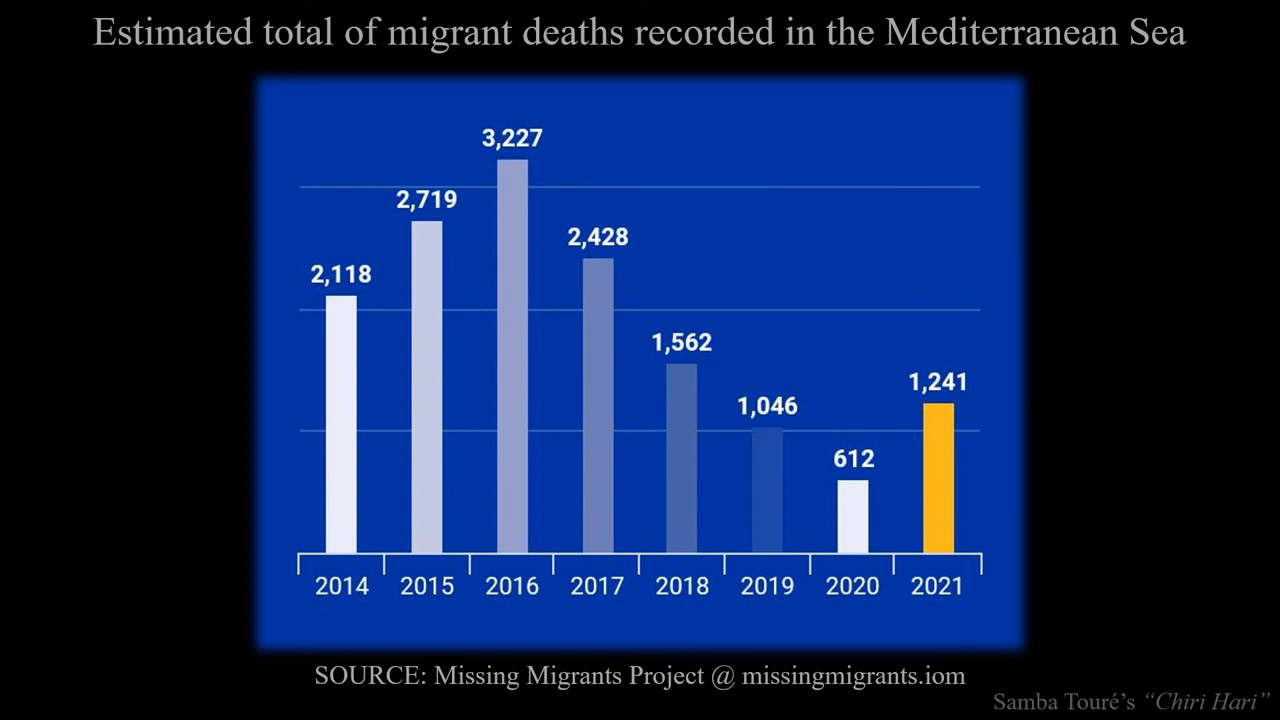 Estimated total of migrant deaths recorded in the Mediterranean Sea
3,227
2,719
2,428
2,118
1,562
1,241
1,046
612
2014 2015 2016 2017 2018 2019 2020 2021
SOURCE: Missing Migrants Project @ missingmigrants.iom
Samba Touré’s “Chiri Hari”